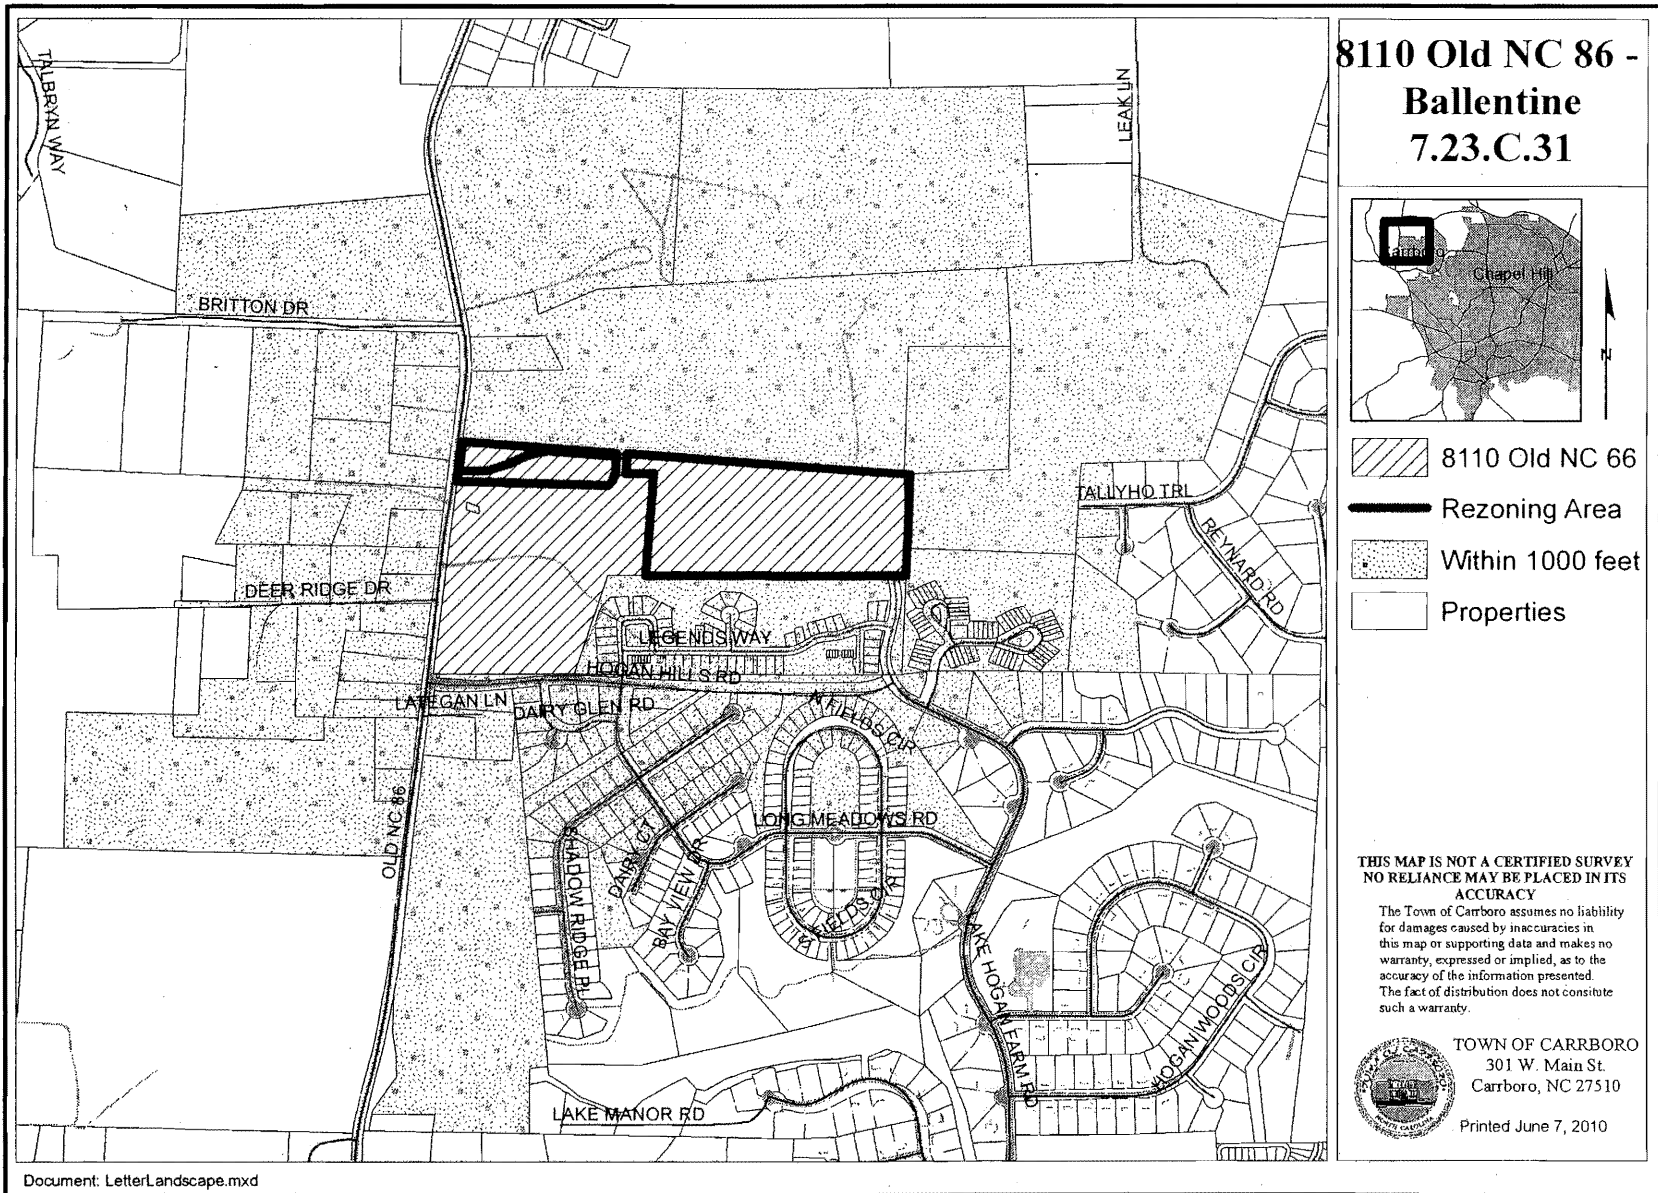 8110 Old NC 86 -
Ballentine
7.23.C.31
TALBRYN WAY
LEAK LN
BRITTON DR
DEER RIDGE DR
TALLYHO TRL
REYNARD RD
LEGENDS WAY
HOGAN HILLS RD
LATEGAN LN
DAIRY GLEN RD
N FIELDS CIR
OLD NC 86
LONG MEADOWS RD
SHADOW RIDGE PL
DAIRY CT
BAY VIEW DR
S FIELDS CIR
LAKE HOGAN FARM RD
HOGAN WOODS CIR
LAKE MANOR RD
Carrboro
Chapel Hill
N
8110 Old NC 66
Rezoning Area
Within 1000 feet
Properties
THIS MAP IS NOT A CERTIFIED SURVEY
NO RELIANCE MAY BE PLACED IN ITS
ACCURACY
The Town of Carrboro assumes no liablility
for damages caused by inaccuracies in
this map or supporting data and makes no
warranty, expressed or implied, as to the
accuracy of the information presented.
The fact of distribution does not consitute
such a warranty.
TOWN OF CARRBORO
301 W. Main St.
Carrboro, NC 27510
Printed June 7, 2010
Document: LetterLandscape.mxd